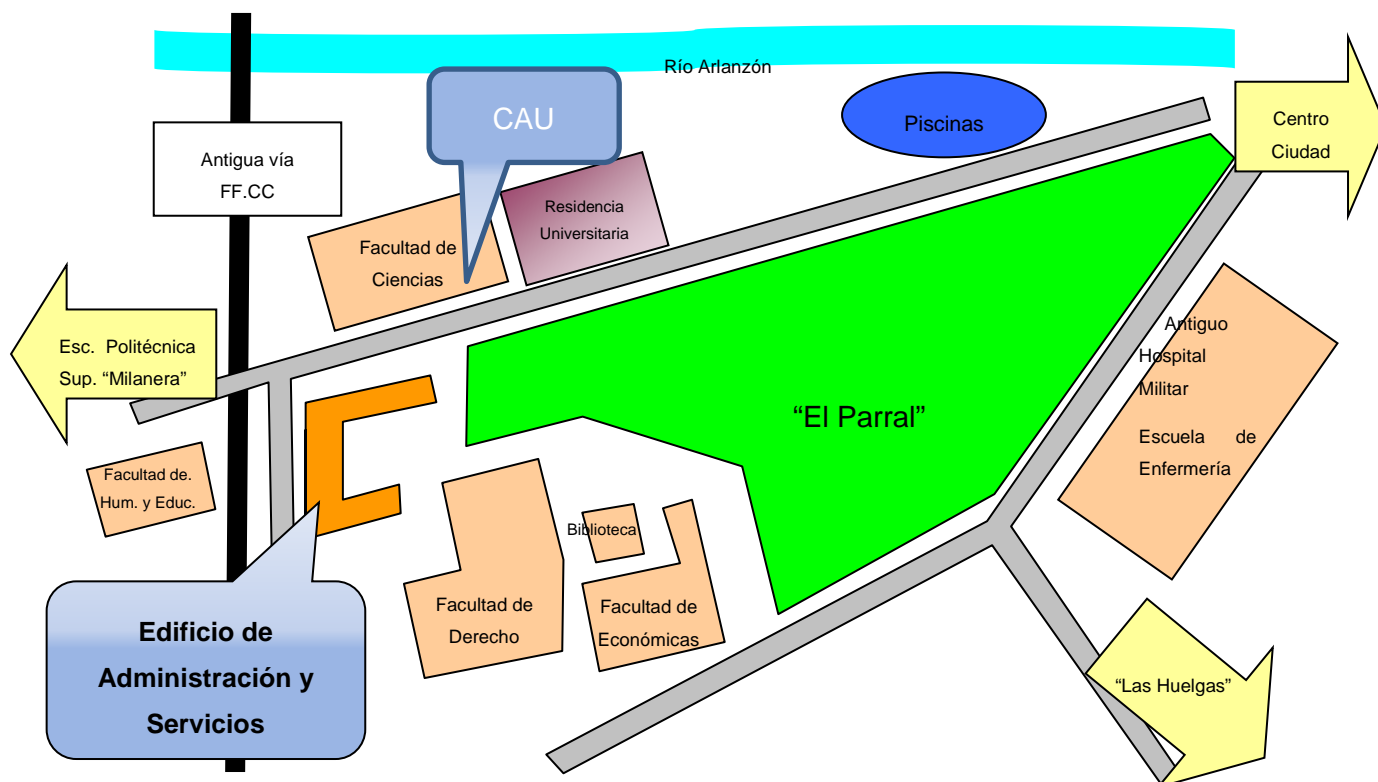 Río Arlanzón
CAU
Piscinas
Centro
Ciudad
Antigua vía
FF.CC
Residencia
Universitaria
Facultad de
Ciencias
Esc. Politécnica
Sup. “Milanera”
Antiguo
Hospital
Militar
Escuela de
Enfermería
“El Parral”
Facultad de.
Hum. y Educ.
Biblioteca
Facultad de
Derecho
Facultad de
Económicas
Edificio de
Administración y
Servicios
“Las Huelgas”